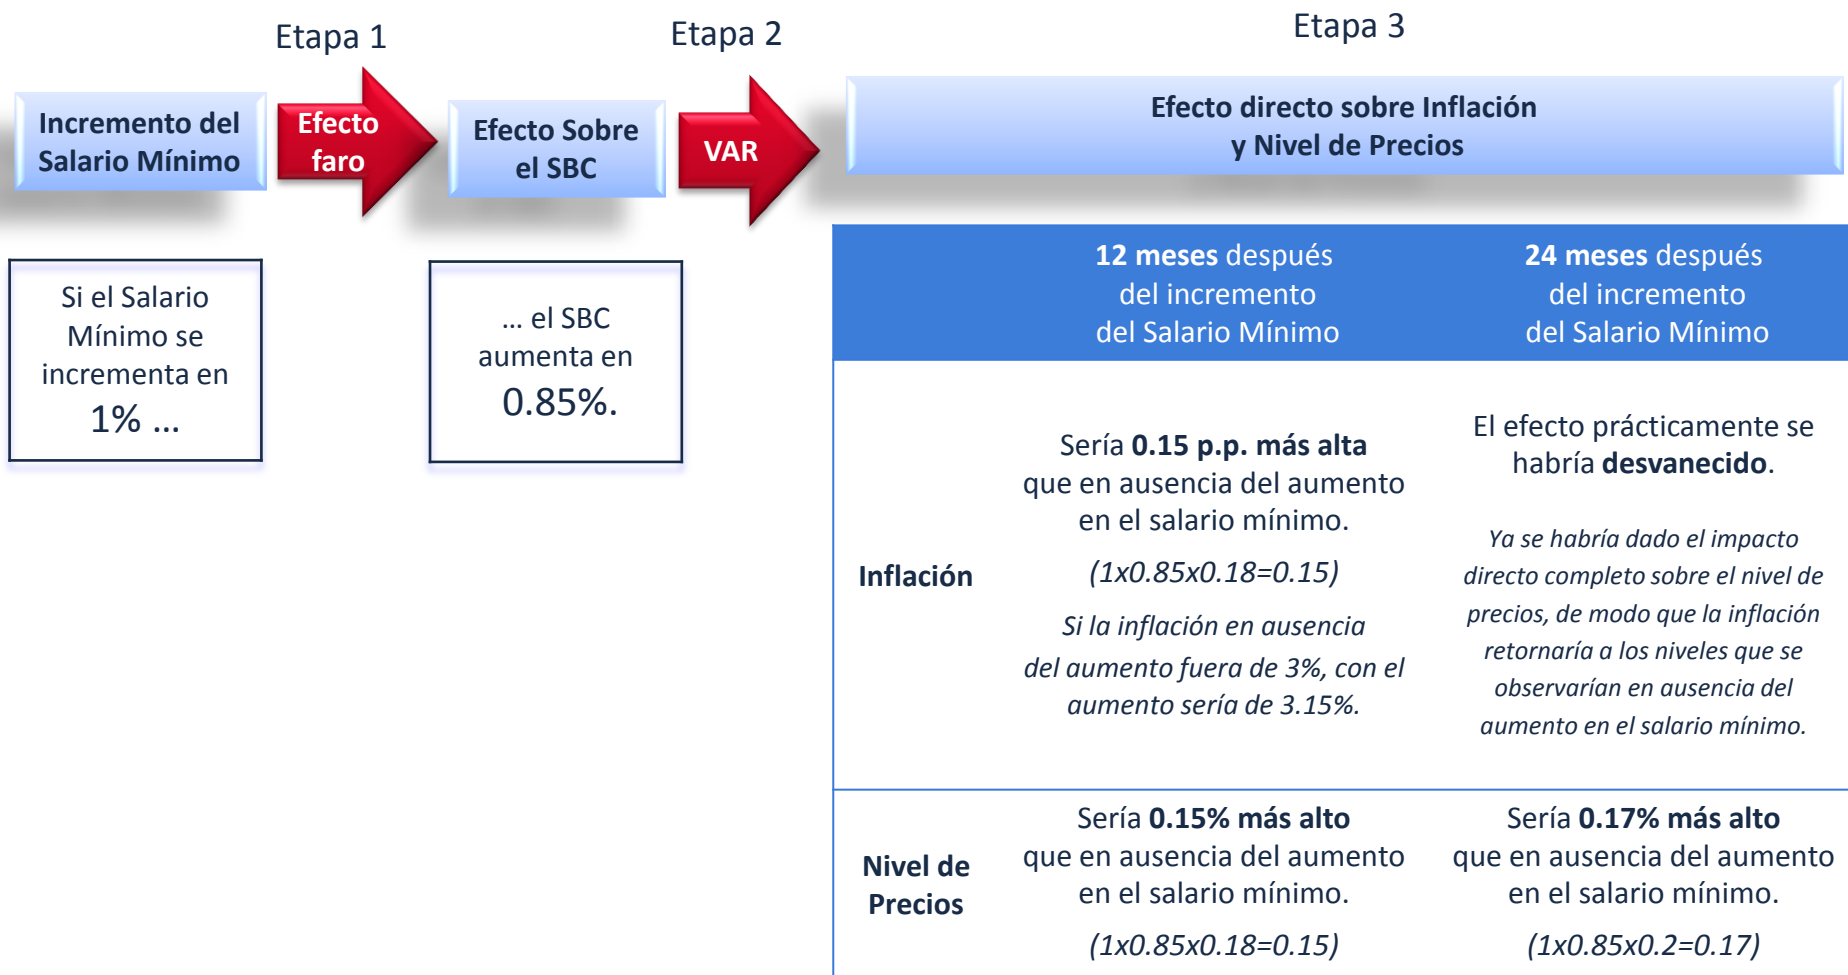 Etapa 1
Etapa 2
Etapa 3
Incremento del
Salario Mínimo
Efecto
faro
Efecto Sobre
el SBC
VAR
Efecto directo sobre Inflación
y Nivel de Precios
Si el Salario
Mínimo se
incrementa en
1% ...
... el SBC
aumenta en
0.85%.
12 meses después
del incremento
del Salario Mínimo
24 meses después
del incremento
del Salario Mínimo
Inflación
Sería 0.15 p.p. más alta
que en ausencia del aumento
en el salario mínimo.
(1x0.85x0.18=0.15)
Si la inflación en ausencia
del aumento fuera de 3%, con el
aumento sería de 3.15%.
El efecto prácticamente se
habría desvanecido.
Ya se habría dado el impacto
directo completo sobre el nivel de
precios, de modo que la inflación
retornaría a los niveles que se
observarían en ausencia del
aumento en el salario mínimo.
Nivel de
Precios
Sería 0.15% más alto
que en ausencia del aumento
en el salario mínimo.
(1x0.85x0.18=0.15)
Sería 0.17% más alto
que en ausencia del aumento
en el salario mínimo.
(1x0.85x0.2=0.17)